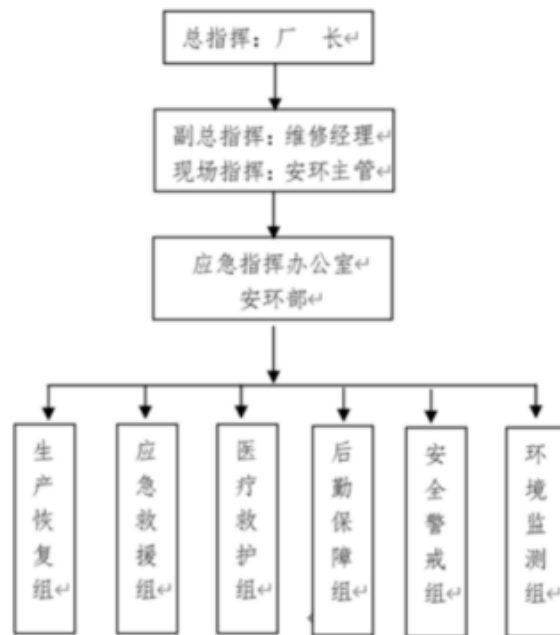 总指挥：厂　长
副总指挥：维修经理
现场指挥：安环主管
应急指挥办公室
安环部
生产恢复组
应急救援组
医疗救护组
后勤保障组
安全警戒组
环境监测组